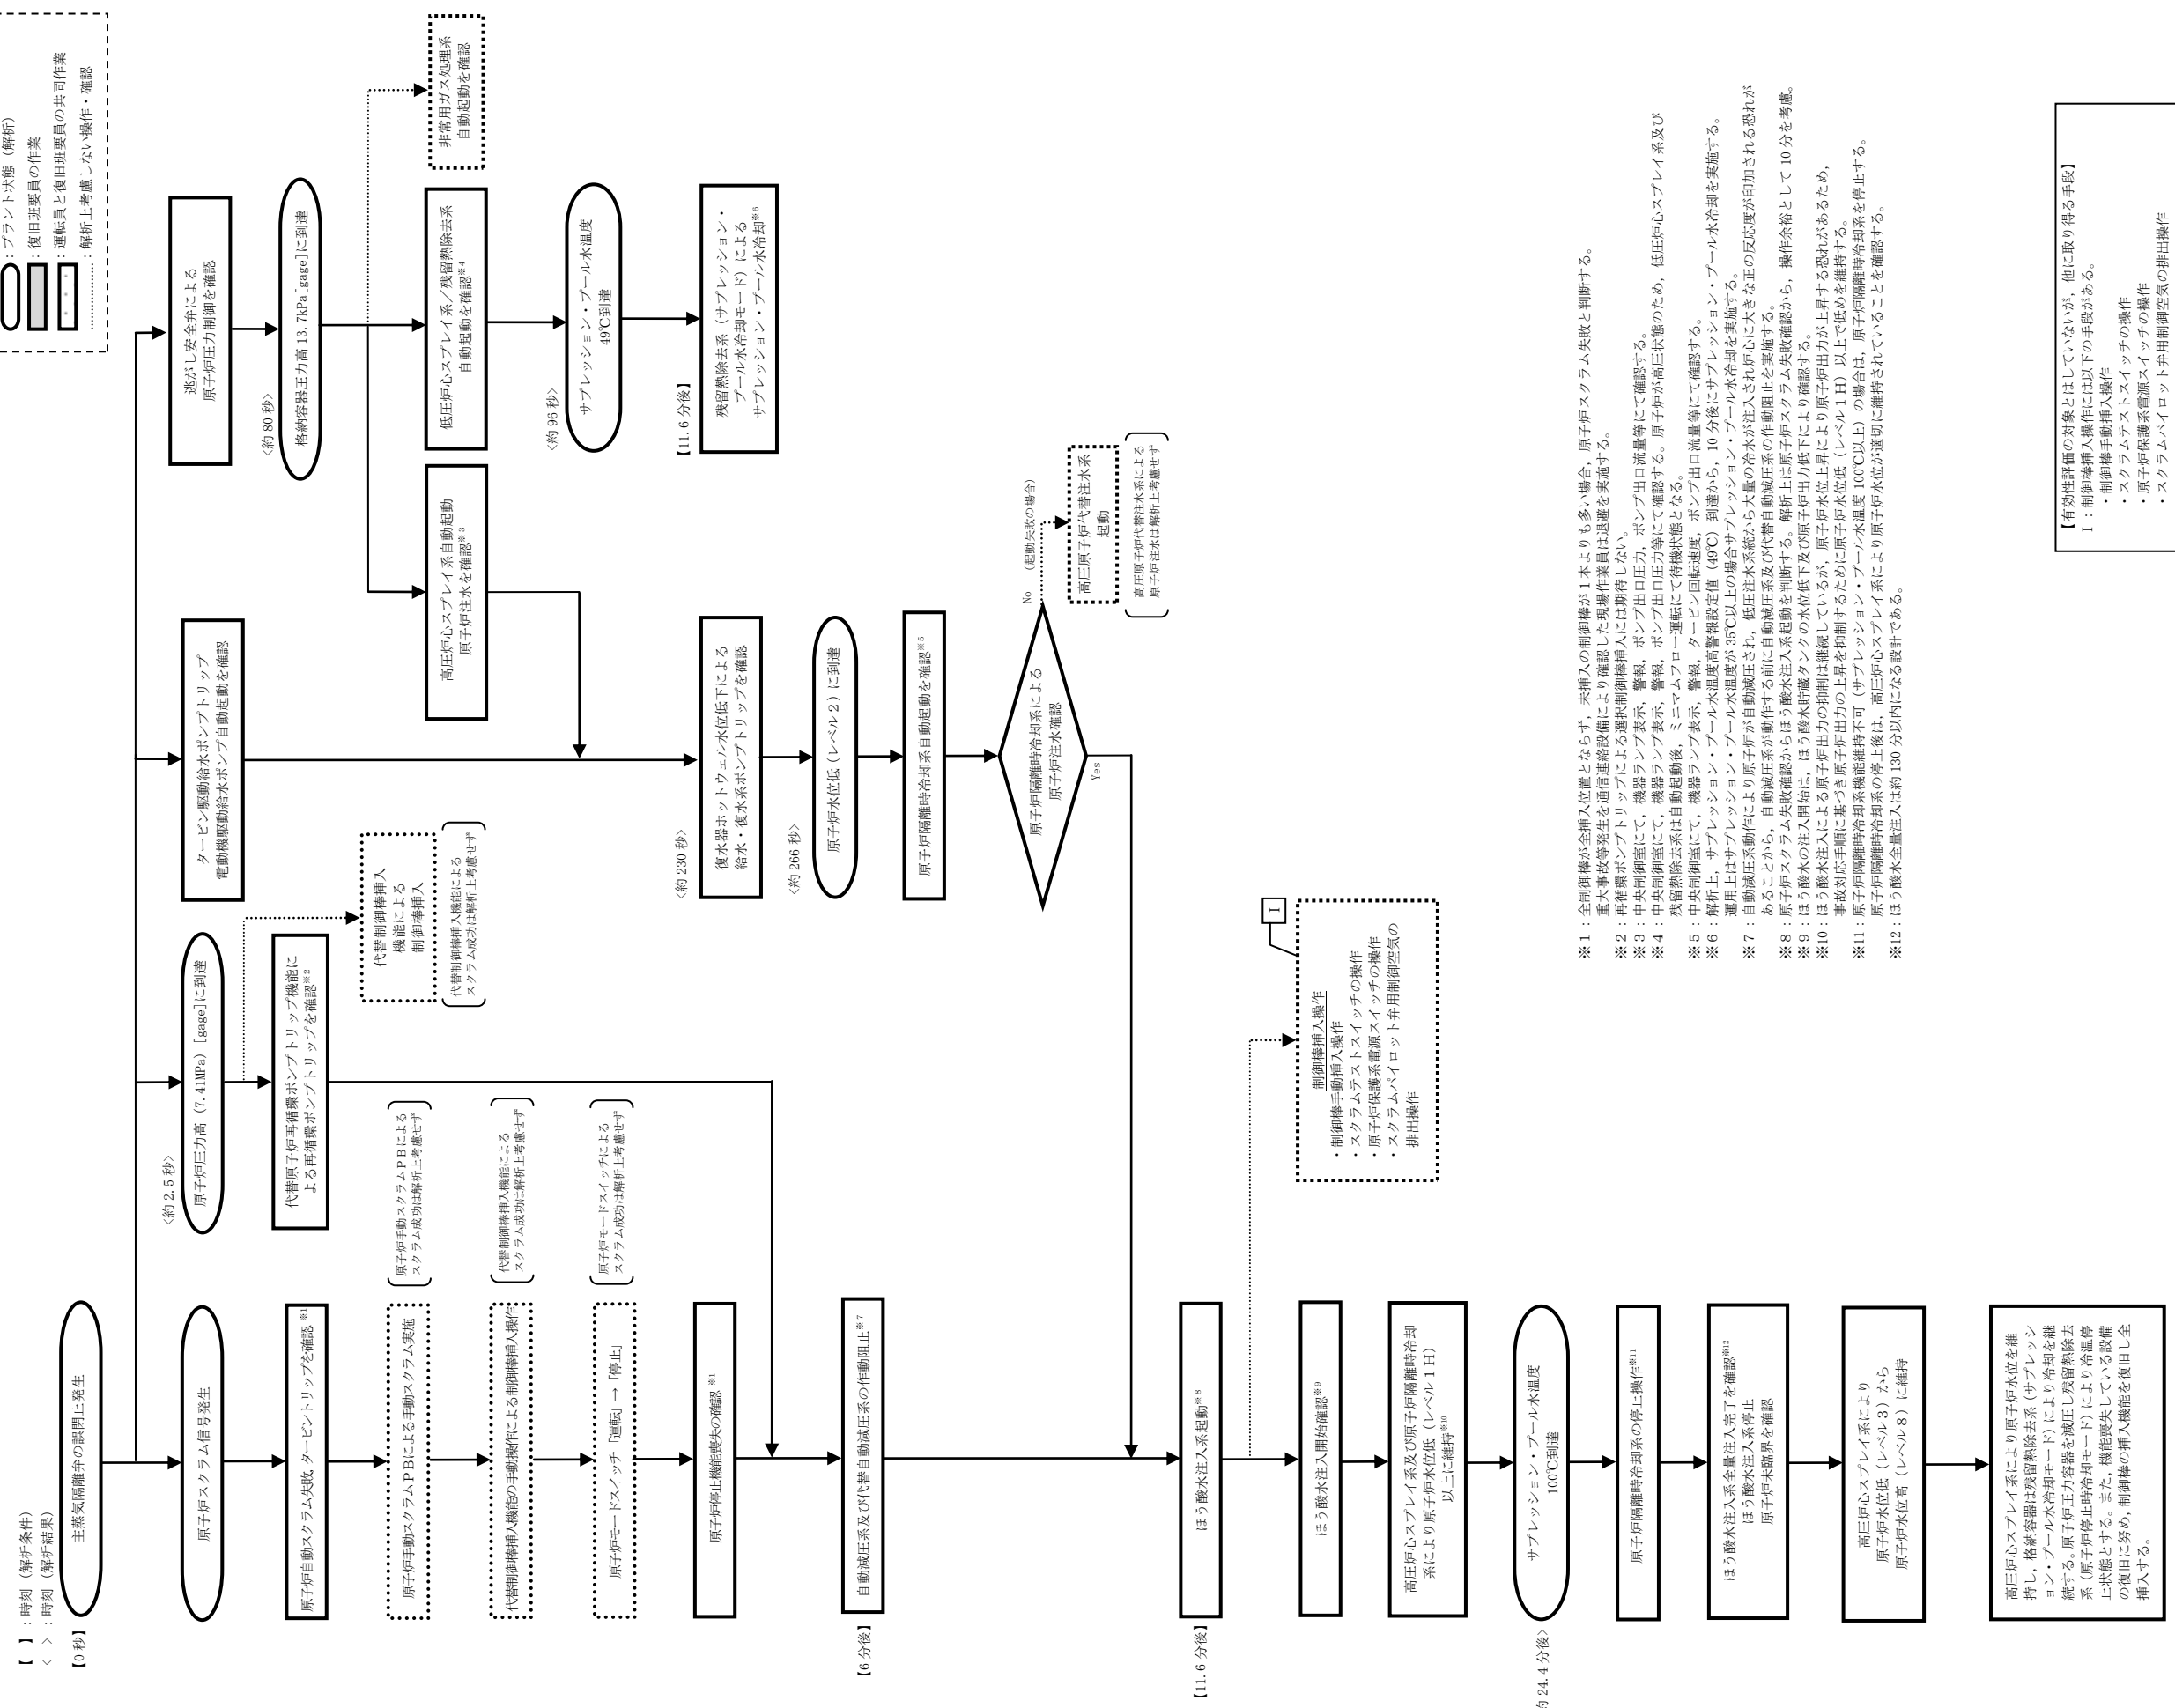 【　】：時刻（解析条件）
＜　＞：時刻（解析結果）
：プラント状態（解析）
：復旧班要員の作業
：運転員と復旧班要員の共同作業
：解析上考慮しない操作・確認
【0 秒】
主蒸気隔離弁の誤閉止発生
原子炉スクラム信号発生
原子炉自動スクラム失敗，タービントリップを確認※1
原子炉手動スクラムＰＢによる手動スクラム実施
原子炉手動スクラムＰＢによる
スクラム成功は解析上考慮せず
代替制御棒挿入機能の手動操作による制御棒挿入操作
代替制御棒挿入機能による
スクラム成功は解析上考慮せず
原子炉モードスイッチ「運転」→「停止」
原子炉モードスイッチによる
スクラム成功は解析上考慮せず
原子炉停止機能喪失の確認※1
【6 分後】
自動減圧系及び代替自動減圧系の作動阻止※7
【11.6 分後】
ほう酸水注入系起動※8
ほう酸水注入開始確認※9
高圧炉心スプレイ系及び原子炉隔離時冷却
系により原子炉水位低（レベル１Ｈ）
以上に維持※10
約 24.4 分後＞
サプレッション・プール水温度
100℃到達
原子炉隔離時冷却系の停止操作※11
ほう酸水注入系全量注入完了を確認※12
ほう酸水注入系停止
原子炉未臨界を確認
高圧炉心スプレイ系により
原子炉水位低（レベル３）から
原子炉水位高（レベル８）に維持
高圧炉心スプレイ系により原子炉水位を維
持し，格納容器は残留熱除去系（サプレッシ
ョン・プール水冷却モード）により冷却を継
続する。原子炉圧力容器を減圧し残留熱除去
系（原子炉停止時冷却モード）により冷温停
止状態とする。また，機能喪失している設備
の復旧に努め，制御棒の挿入機能を復旧し全
挿入する。
＜約 2.5 秒＞
原子炉圧力高（7.41MPa）[gage]に到達
代替原子炉再循環ポンプトリップ機能に
よる再循環ポンプトリップを確認※2
代替制御棒挿入
機能による
制御棒挿入
代替制御棒挿入機能による
スクラム成功は解析上考慮せず
タービン駆動給水ポンプトリップ
電動機駆動給水ポンプ自動起動を確認
＜約 230 秒＞
復水器ホットウェル水位低下による
給水・復水系ポンプトリップを確認
＜約 266 秒＞
原子炉水位低（レベル２）に到達
原子炉隔離時冷却系自動起動を確認※5
原子炉隔離時冷却系による
原子炉注水確認
Yes
No
（起動失敗の場合）
高圧原子炉代替注水系
起動
高圧原子炉代替注水系による
原子炉注水は解析上考慮せず
逃がし安全弁による
原子炉圧力制御を確認
＜約 80 秒＞
格納容器圧力高 13.7kPa[gage]に到達
高圧炉心スプレイ系自動起動
原子炉注水を確認※3
低圧炉心スプレイ系／残留熱除去系
自動起動を確認※4
非常用ガス処理系
自動起動を確認
＜約 96 秒＞
サプレッション・プール水温度
49℃到達
【11.6 分後】
残留熱除去系（サプレッション・
プール水冷却モード）による
サプレッション・プール水冷却※6
Ⅰ
制御棒挿入操作
・制御棒手動挿入操作
・スクラムテストスイッチの操作
・原子炉保護系電源スイッチの操作
・スクラムパイロット弁用制御空気の
排出操作
※１：全制御棒が全挿入位置とならず，未挿入の制御棒が１本よりも多い場合，原子炉スクラム失敗と判断する。
重大事故等発生を通信連絡設備により確認した現場作業員は退避を実施する。
※２：再循環ポンプトリップによる選択制御棒挿入には期待しない。
※３：中央制御室にて，機器ランプ表示，警報，ポンプ出口圧力，ポンプ出口流量等にて確認する。
※４：中央制御室にて，機器ランプ表示，警報，ポンプ出口圧力等にて確認する。原子炉が高圧状態のため，低圧炉心スプレイ系及び
残留熱除去系は自動起動後，ミニマムフロー運転にて待機状態となる。
※５：中央制御室にて，機器ランプ表示，警報，タービン回転速度，ポンプ出口流量等にて確認する。
※６：解析上，サプレッション・プール水温度高警報設定値（49℃）到達から，10 分後にサプレッション・プール水冷却を実施する。
運用上はサプレッション・プール水温度が 35℃以上の場合サプレッション・プール水冷却を実施する。
※７：自動減圧系動作により原子炉が自動減圧され，低圧注水系統から大量の冷水が注入され炉心に大きな正の反応度が印加される恐れが
あることから，自動減圧系が動作する前に自動減圧系及び代替自動減圧系の作動阻止を実施する。
※８：原子炉スクラム失敗確認からほう酸水注入系起動を判断する。解析上は原子炉スクラム失敗確認から，操作余裕として 10 分を考慮。
※９：ほう酸水の注入開始は，ほう酸水貯蔵タンクの水位低下及び原子炉出力低下により確認する。
※10：ほう酸水注入による原子炉出力の抑制は継続しているが，原子炉水位上昇により原子炉出力が上昇する恐れがあるため，
事故対応手順に基づき原子炉出力の上昇を抑制するために原子炉水位低（レベル１Ｈ）以上で低めを維持する。
※11：原子炉隔離時冷却系機能維持不可（サプレッション・プール水温度 100℃以上）の場合は，原子炉隔離時冷却系を停止する。
原子炉隔離時冷却系の停止後は，高圧炉心スプレイ系により原子炉水位が適切に維持されていることを確認する。
※12：ほう酸水全量注入は約 130 分以内になる設計である。
【有効性評価の対象とはしていないが，他に取り得る手段】
Ⅰ：制御棒挿入操作には以下の手段がある。
・制御棒手動挿入操作
・スクラムテストスイッチの操作
・原子炉保護系電源スイッチの操作
・スクラムパイロット弁用制御空気の排出操作